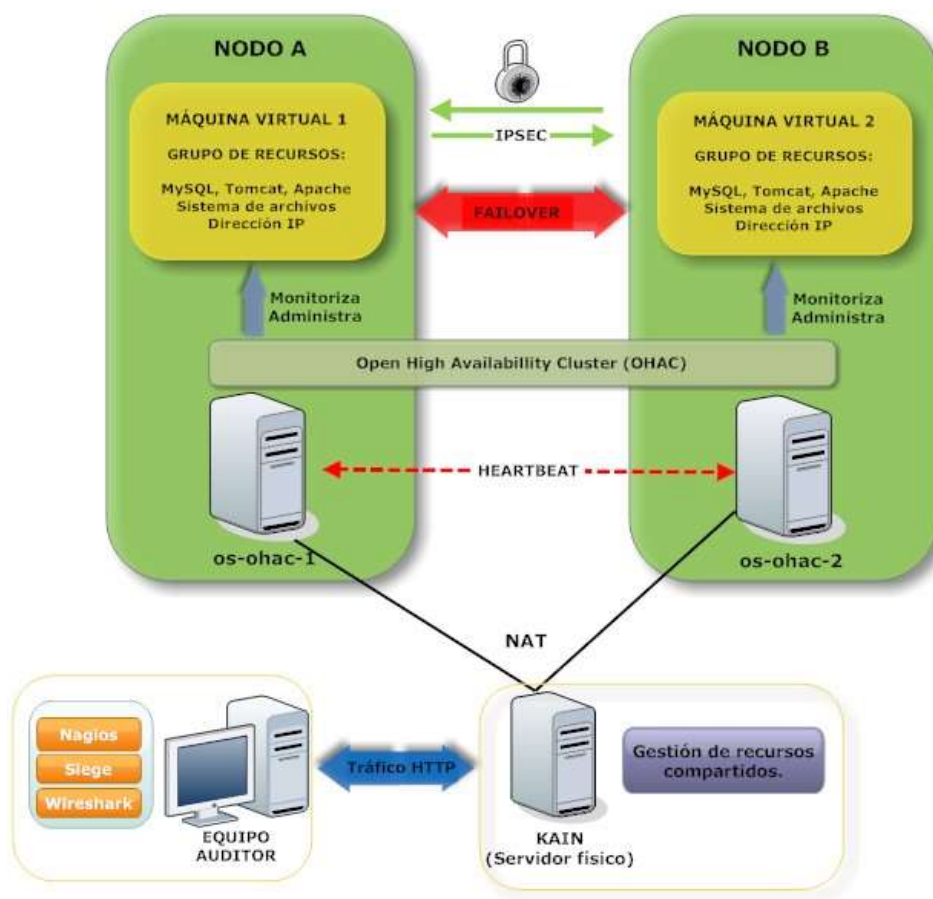 NODO A
MÁQUINA VIRTUAL 1
GRUPO DE RECURSOS:
MySQL, Tomcat, Apache
Sistema de archivos
Dirección IP
Monitoriza
Administra
IPSEC
FAILOVER
NODO B
MÁQUINA VIRTUAL 2
GRUPO DE RECURSOS:
MySQL, Tomcat, Apache
Sistema de archivos
Dirección IP
Monitoriza
Administra
Open High Availabillity Cluster (OHAC)
HEARTBEAT
os-ohac-1
os-ohac-2
NAT
Nagios
Siege
Wireshark
EQUIPO
AUDITOR
Tráfico HTTP
KAIN
(Servidor físico)
Gestión de recursos
compartidos.